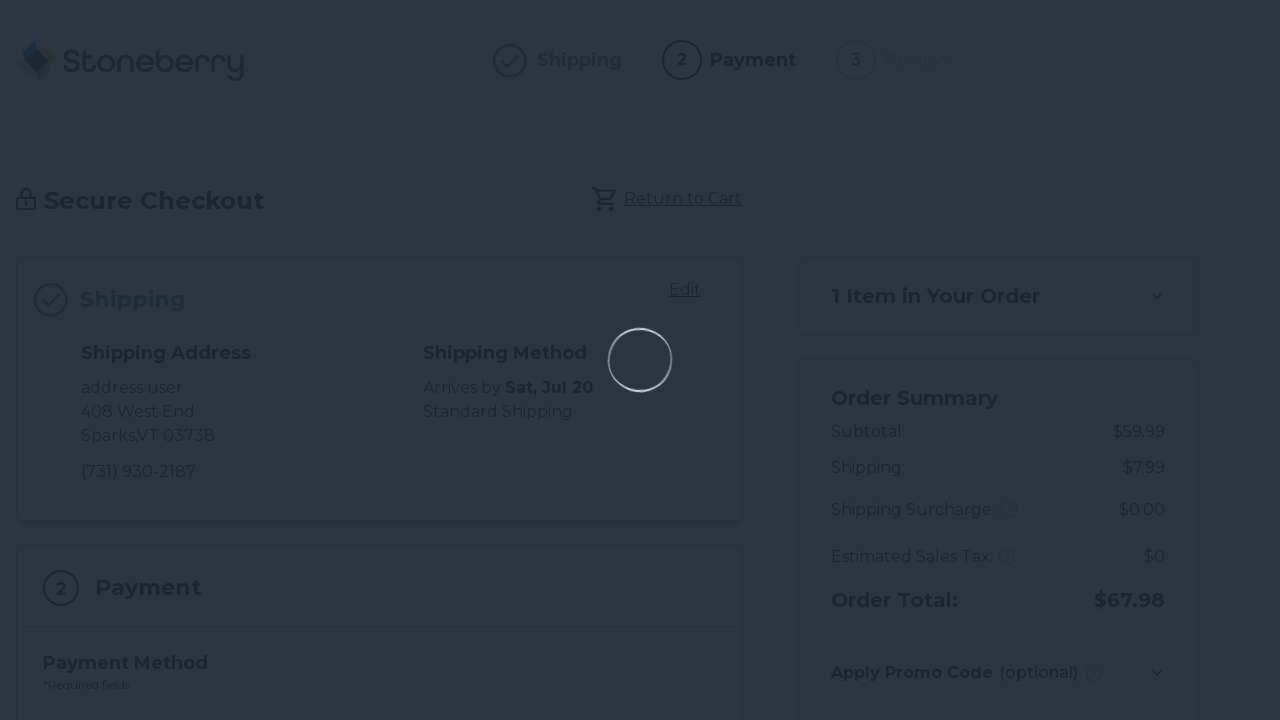 Stoneberry
Shipping
2 Payment
3 Review
Secure Checkout
Return to Cart
Shipping
Edit
Shipping Address
address user
408 West End
Sparks,VT 03738
(731) 930-2187
Shipping Method
Arrives by Sat, Jul 20
Standard Shipping
2 Payment
Payment Method
*Required fields
1 Item in Your Order
Order Summary
Subtotal: $59.99
Shipping: $7.99
Shipping Surcharge: ? $0.00
Estimated Sales Tax: ? $0
Order Total: $67.98
Apply Promo Code (optional) ?